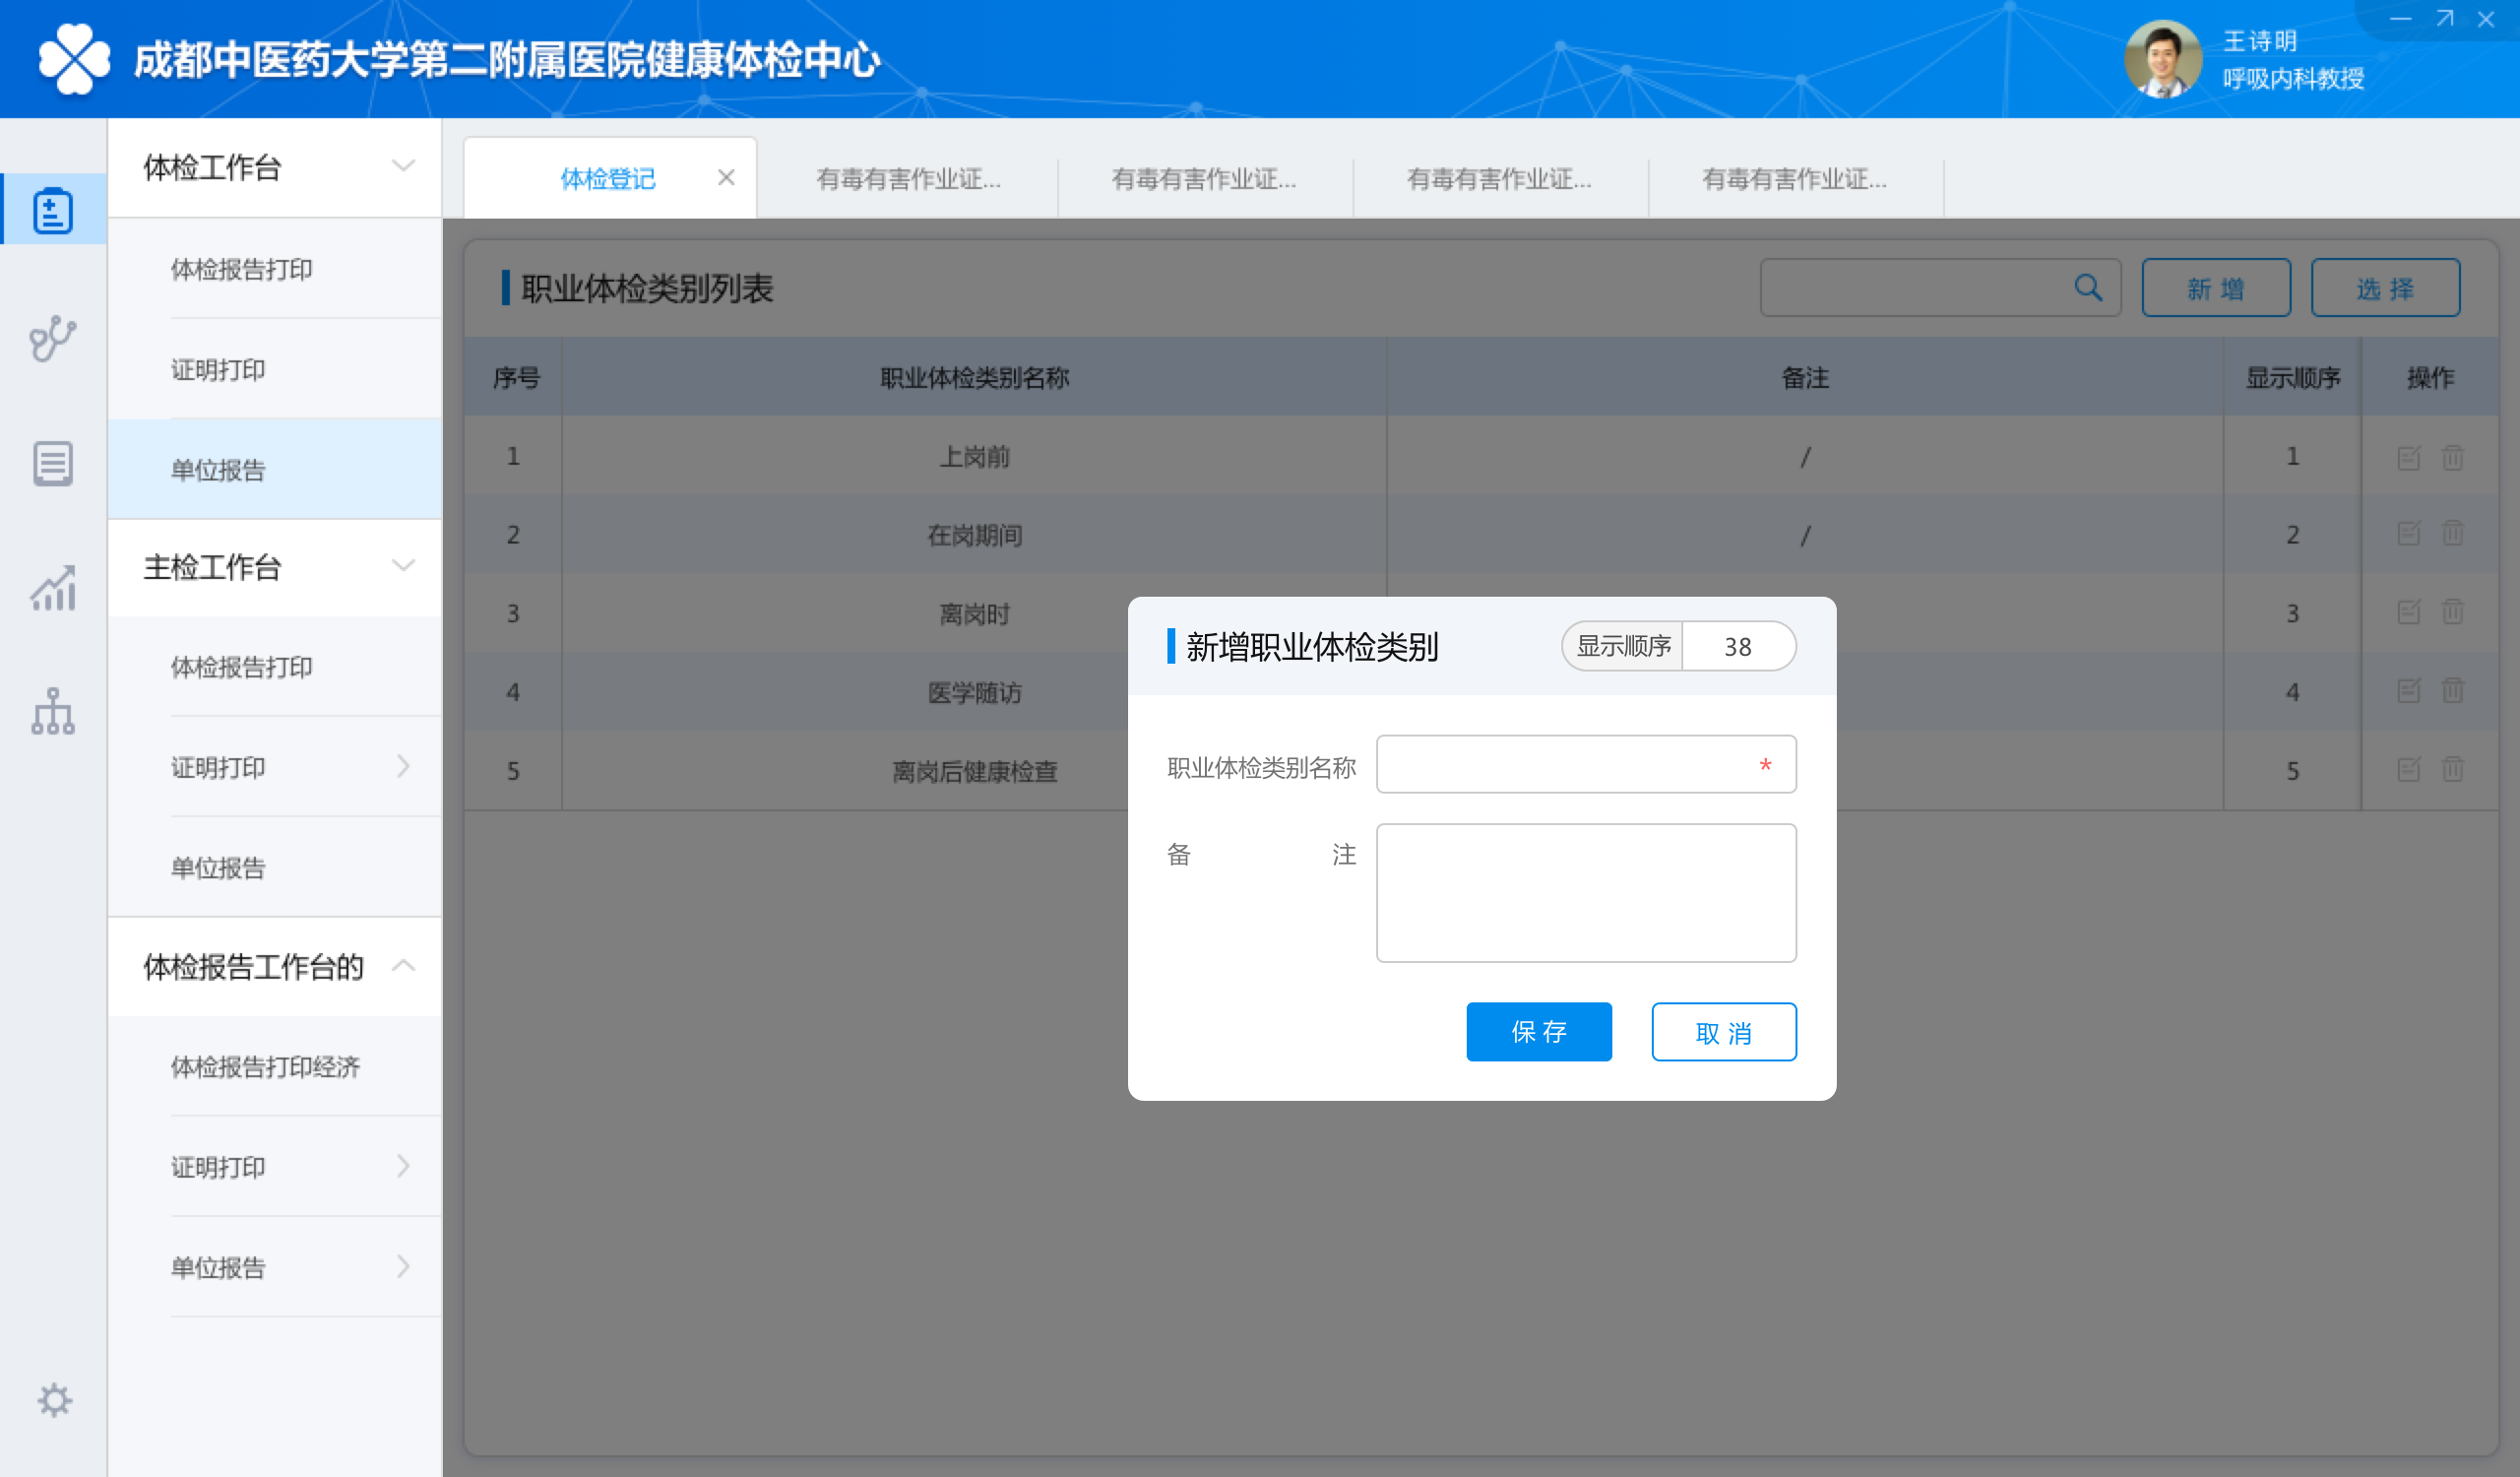 成都中医药大学第二附属医院健康体检中心
王诗明
呼吸内科教授
体检工作台
体检报告打印
证明打印
单位报告
主检工作台
体检报告打印
证明打印
单位报告
体检报告工作台的
体检报告打印经济
证明打印
单位报告
体检登记
有毒有害作业证...
有毒有害作业证...
有毒有害作业证...
有毒有害作业证...
职业体检类别列表
新 增
选 择
序号 职业体检类别名称 备注 显示顺序 操作
1 上岗前 / 1
2 在岗期间 / 2
3 离岗时 3
4 医学随访 4
5 离岗后健康检查 5
新增职业体检类别
显示顺序 38
职业体检类别名称 *
备 注
保 存
取 消